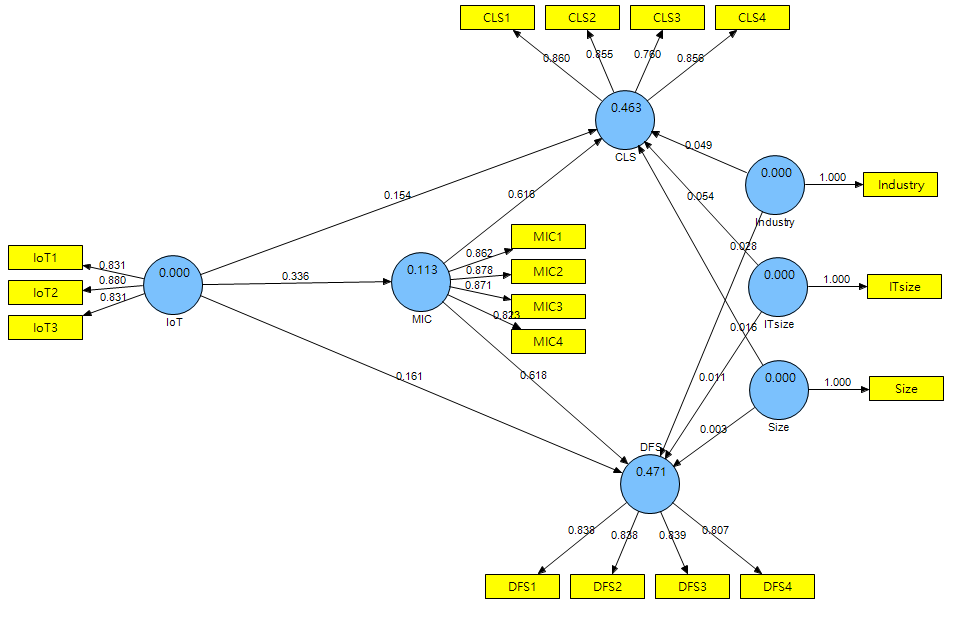 CLS1 CLS2 CLS3 CLS4
0.860 0.855 0.760 0.856
0.463
CLS
0.049
0.000
1.000
Industry
Industry
0.154
0.616
0.054
MIC1
0.862
MIC2
0.878
MIC3
0.871
MIC4
0.823
0.028
IoT1
0.831
IoT2
0.880
IoT3
0.831
0.000
IoT
0.336
0.113
MIC
0.000
1.000
ITsize
ITsize
0.016
0.161
0.618
0.011
0.000
1.000
Size
Size
0.003
DFS
0.471
0.838 0.838 0.839 0.807
DFS1 DFS2 DFS3 DFS4